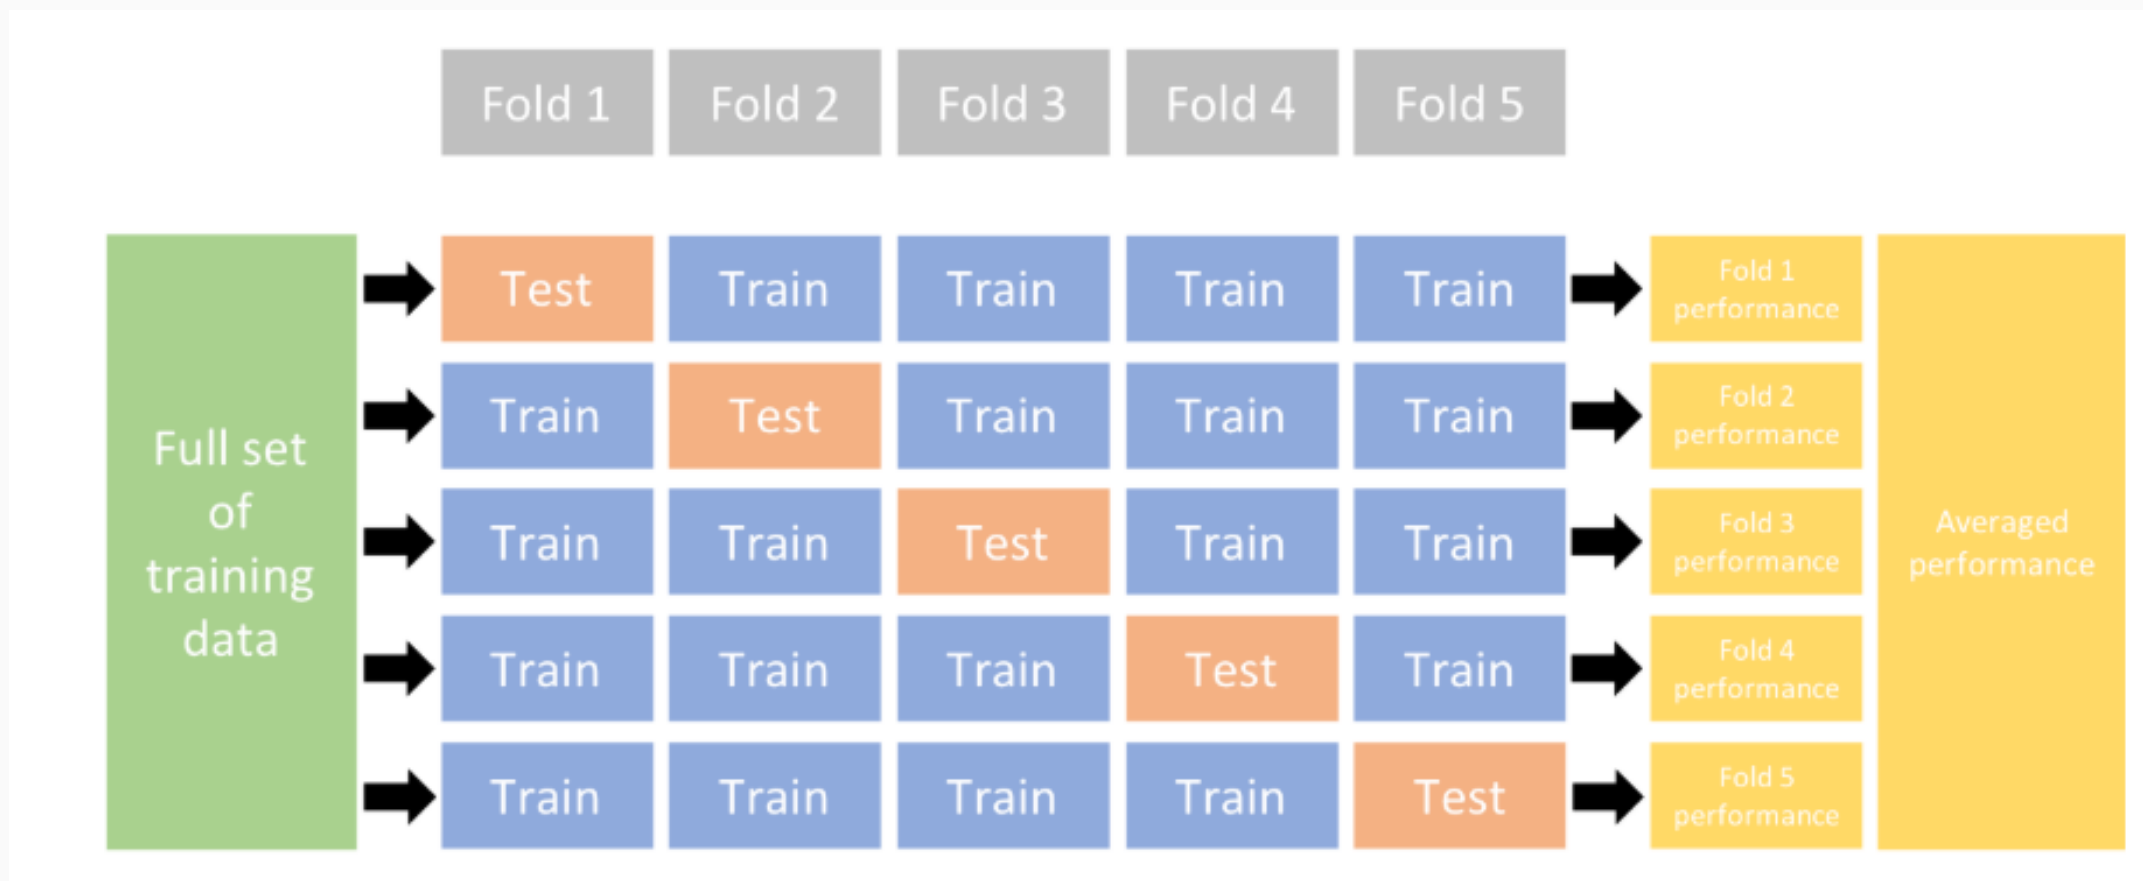 Fold 1 Fold 2 Fold 3 Fold 4 Fold 5
Full set
of
training
data
Test Train Train Train Train
Fold 1
performance
Train Test Train Train Train
Fold 2
performance
Train Train Test Train Train
Fold 3
performance
Train Train Train Test Train
Fold 4
performance
Train Train Train Train Test
Fold 5
performance
Averaged
performance